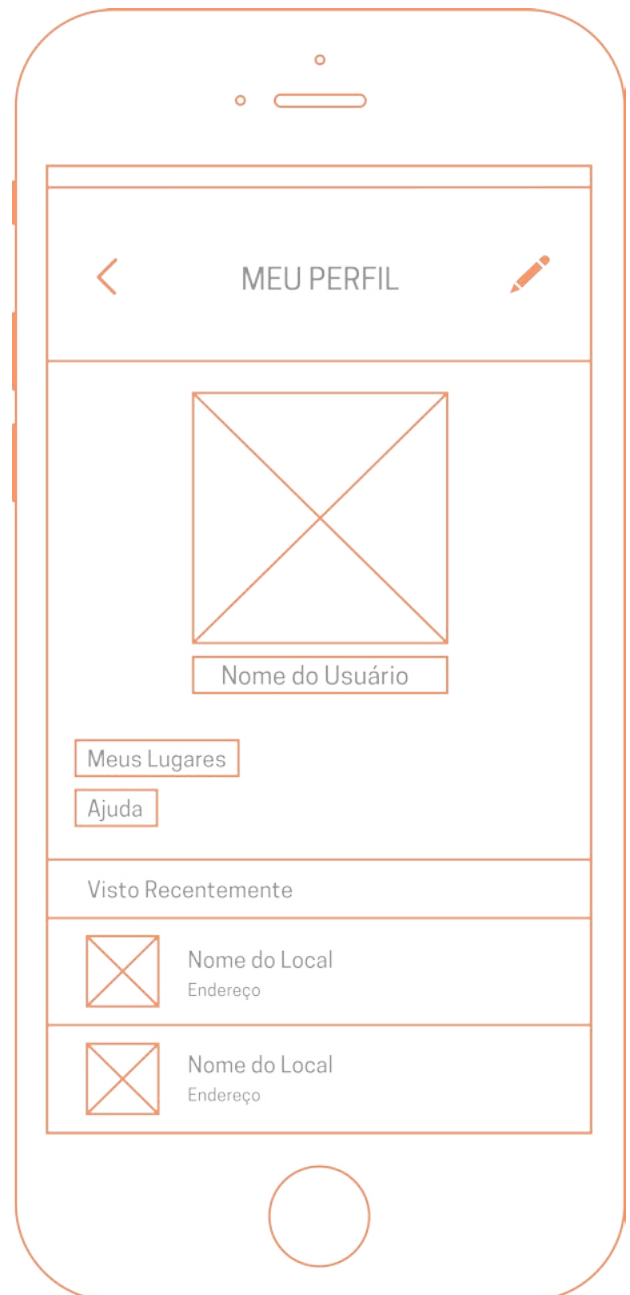 MEU PERFIL
Nome do Usuário
Meus Lugares
Ajuda
Visto Recentemente
Nome do Local
Endereço
Nome do Local
Endereço